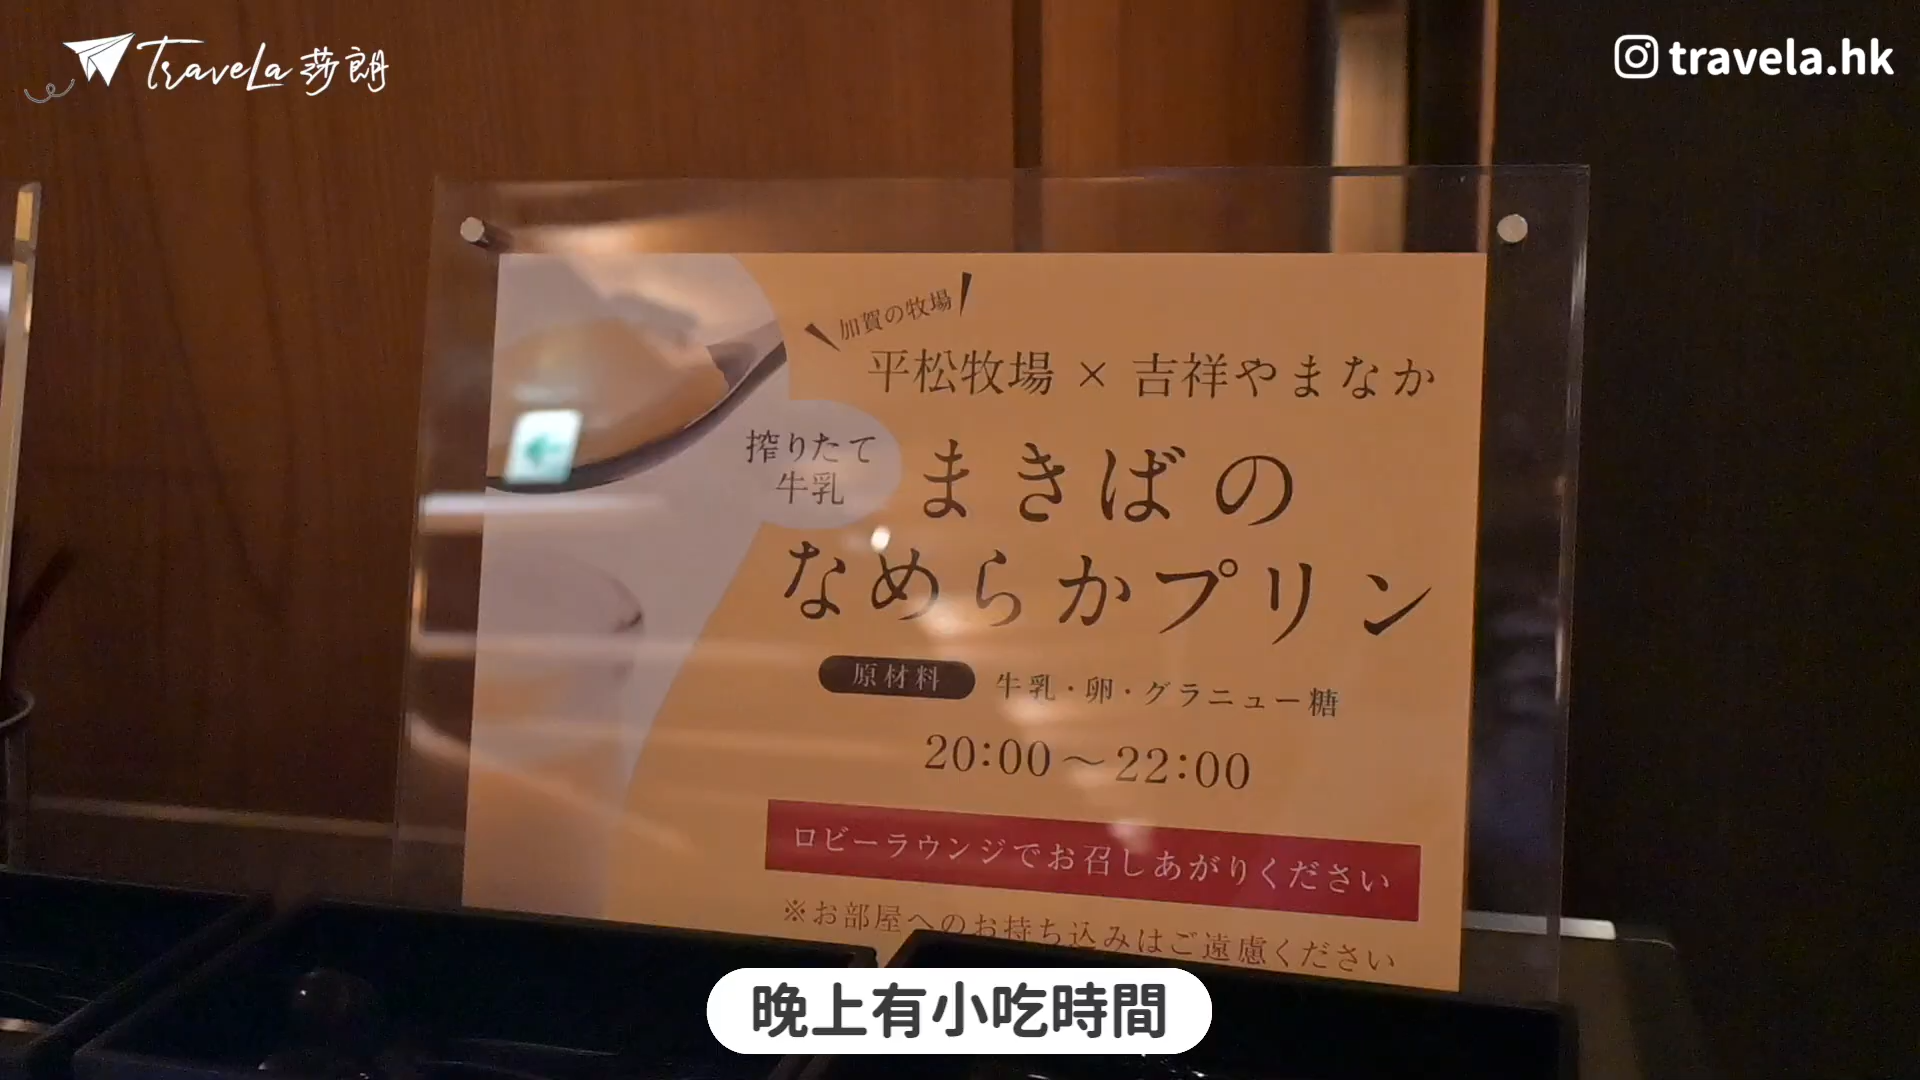 Travela 莎朗
travela.hk
加賀の牧場
平松牧場 × 吉祥やまなか
搾りたて
牛乳
まきばの
なめらかプリン
原材料 牛乳・卵・グラニュー糖
20:00～22:00
ロビーラウンジでお召しあがりください
※お部屋へのお持ち込みはご遠慮ください
晚上有小吃時間